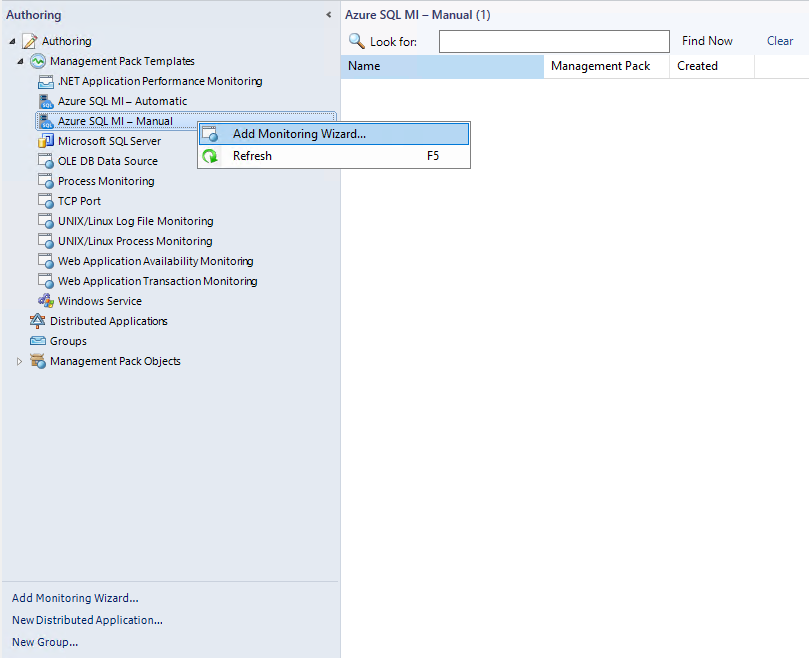 Authoring
Authoring
Management Pack Templates
.NET Application Performance Monitoring
Azure SQL MI – Automatic
Azure SQL MI – Manual
Microsoft SQL Server
OLE DB Data Source
Process Monitoring
TCP Port
UNIX/Linux Log File Monitoring
UNIX/Linux Process Monitoring
Web Application Availability Monitoring
Web Application Transaction Monitoring
Windows Service
Distributed Applications
Groups
Management Pack Objects
Add Monitoring Wizard...
New Distributed Application...
New Group...
Add Monitoring Wizard...
Refresh F5
Azure SQL MI – Manual (1)
Look for: Find Now Clear
Name Management Pack Created